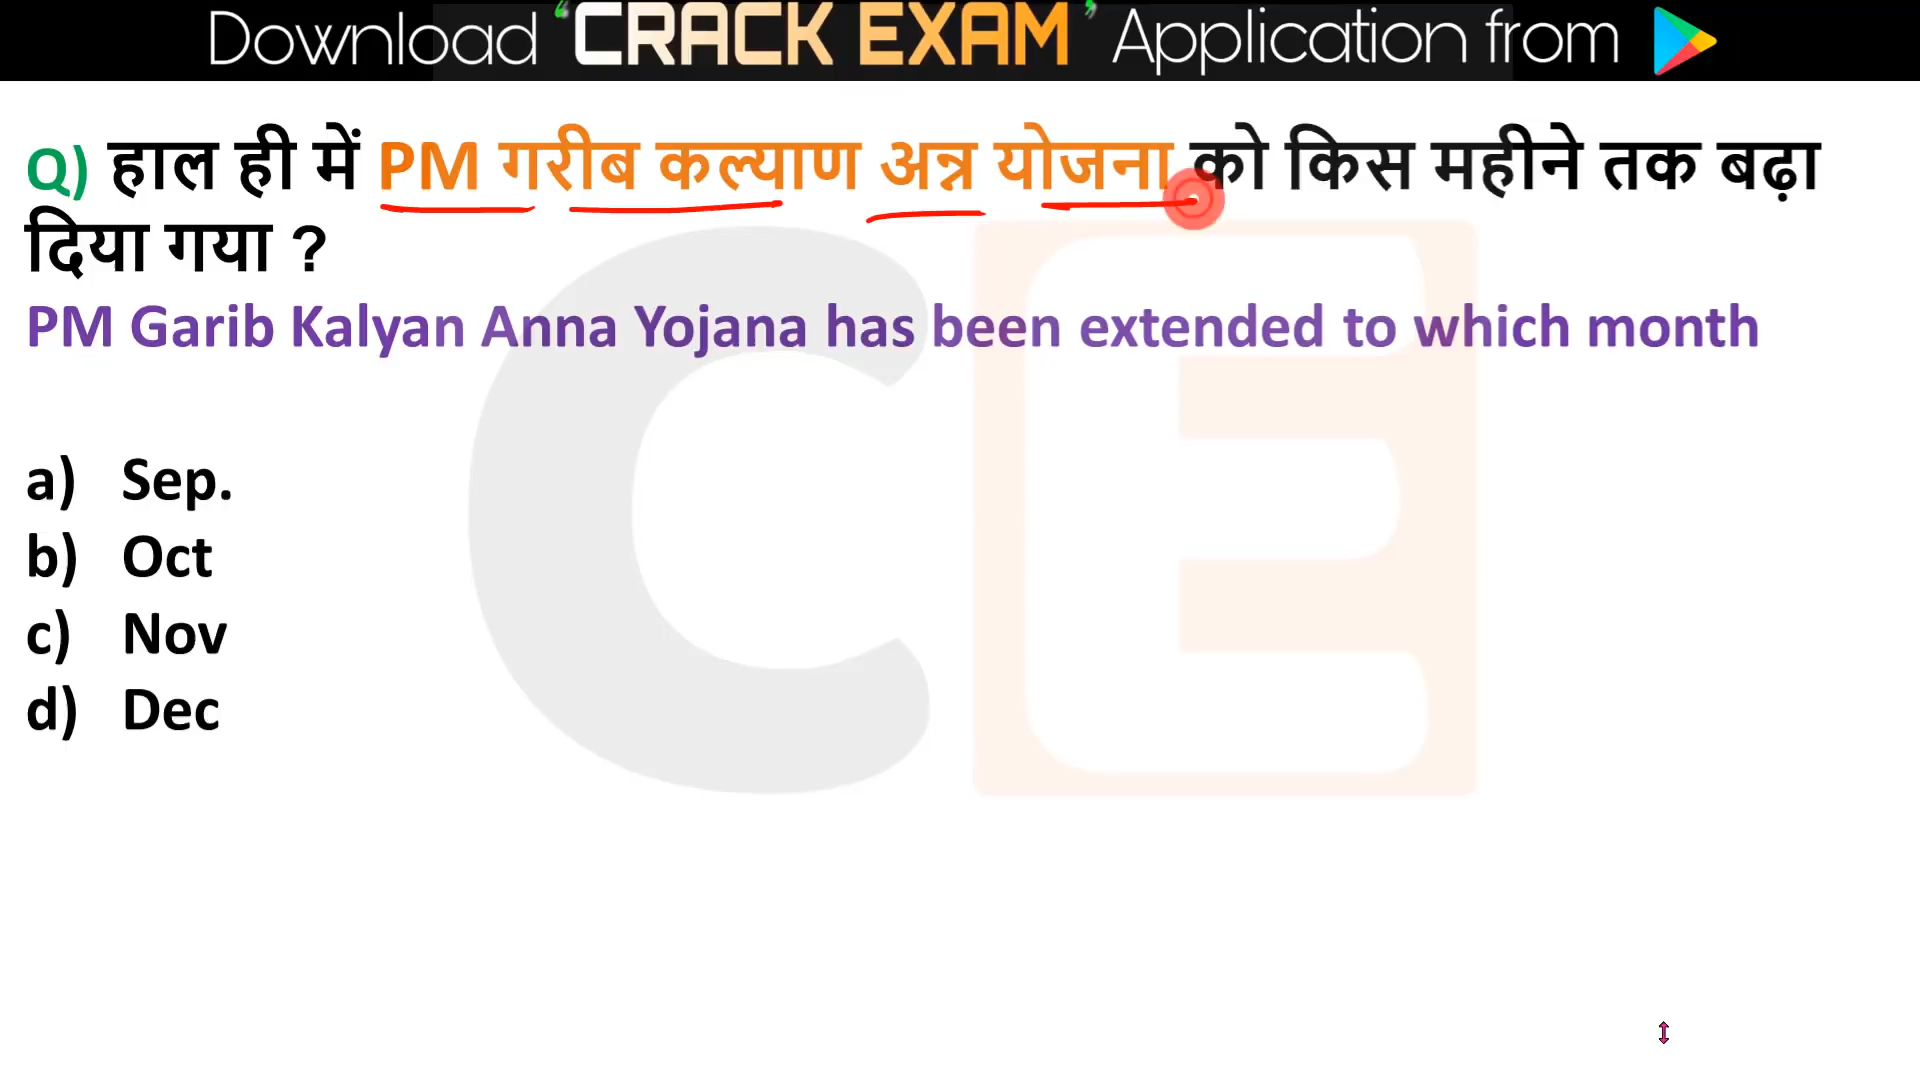 Download ‘CRACK EXAM’ Application from
Q) हाल ही में PM गरीब कल्याण अन्न योजना को किस महीने तक बढ़ा
दिया गया ?
PM Garib Kalyan Anna Yojana has been extended to which month
a) Sep.
b) Oct
c) Nov
d) Dec
CE